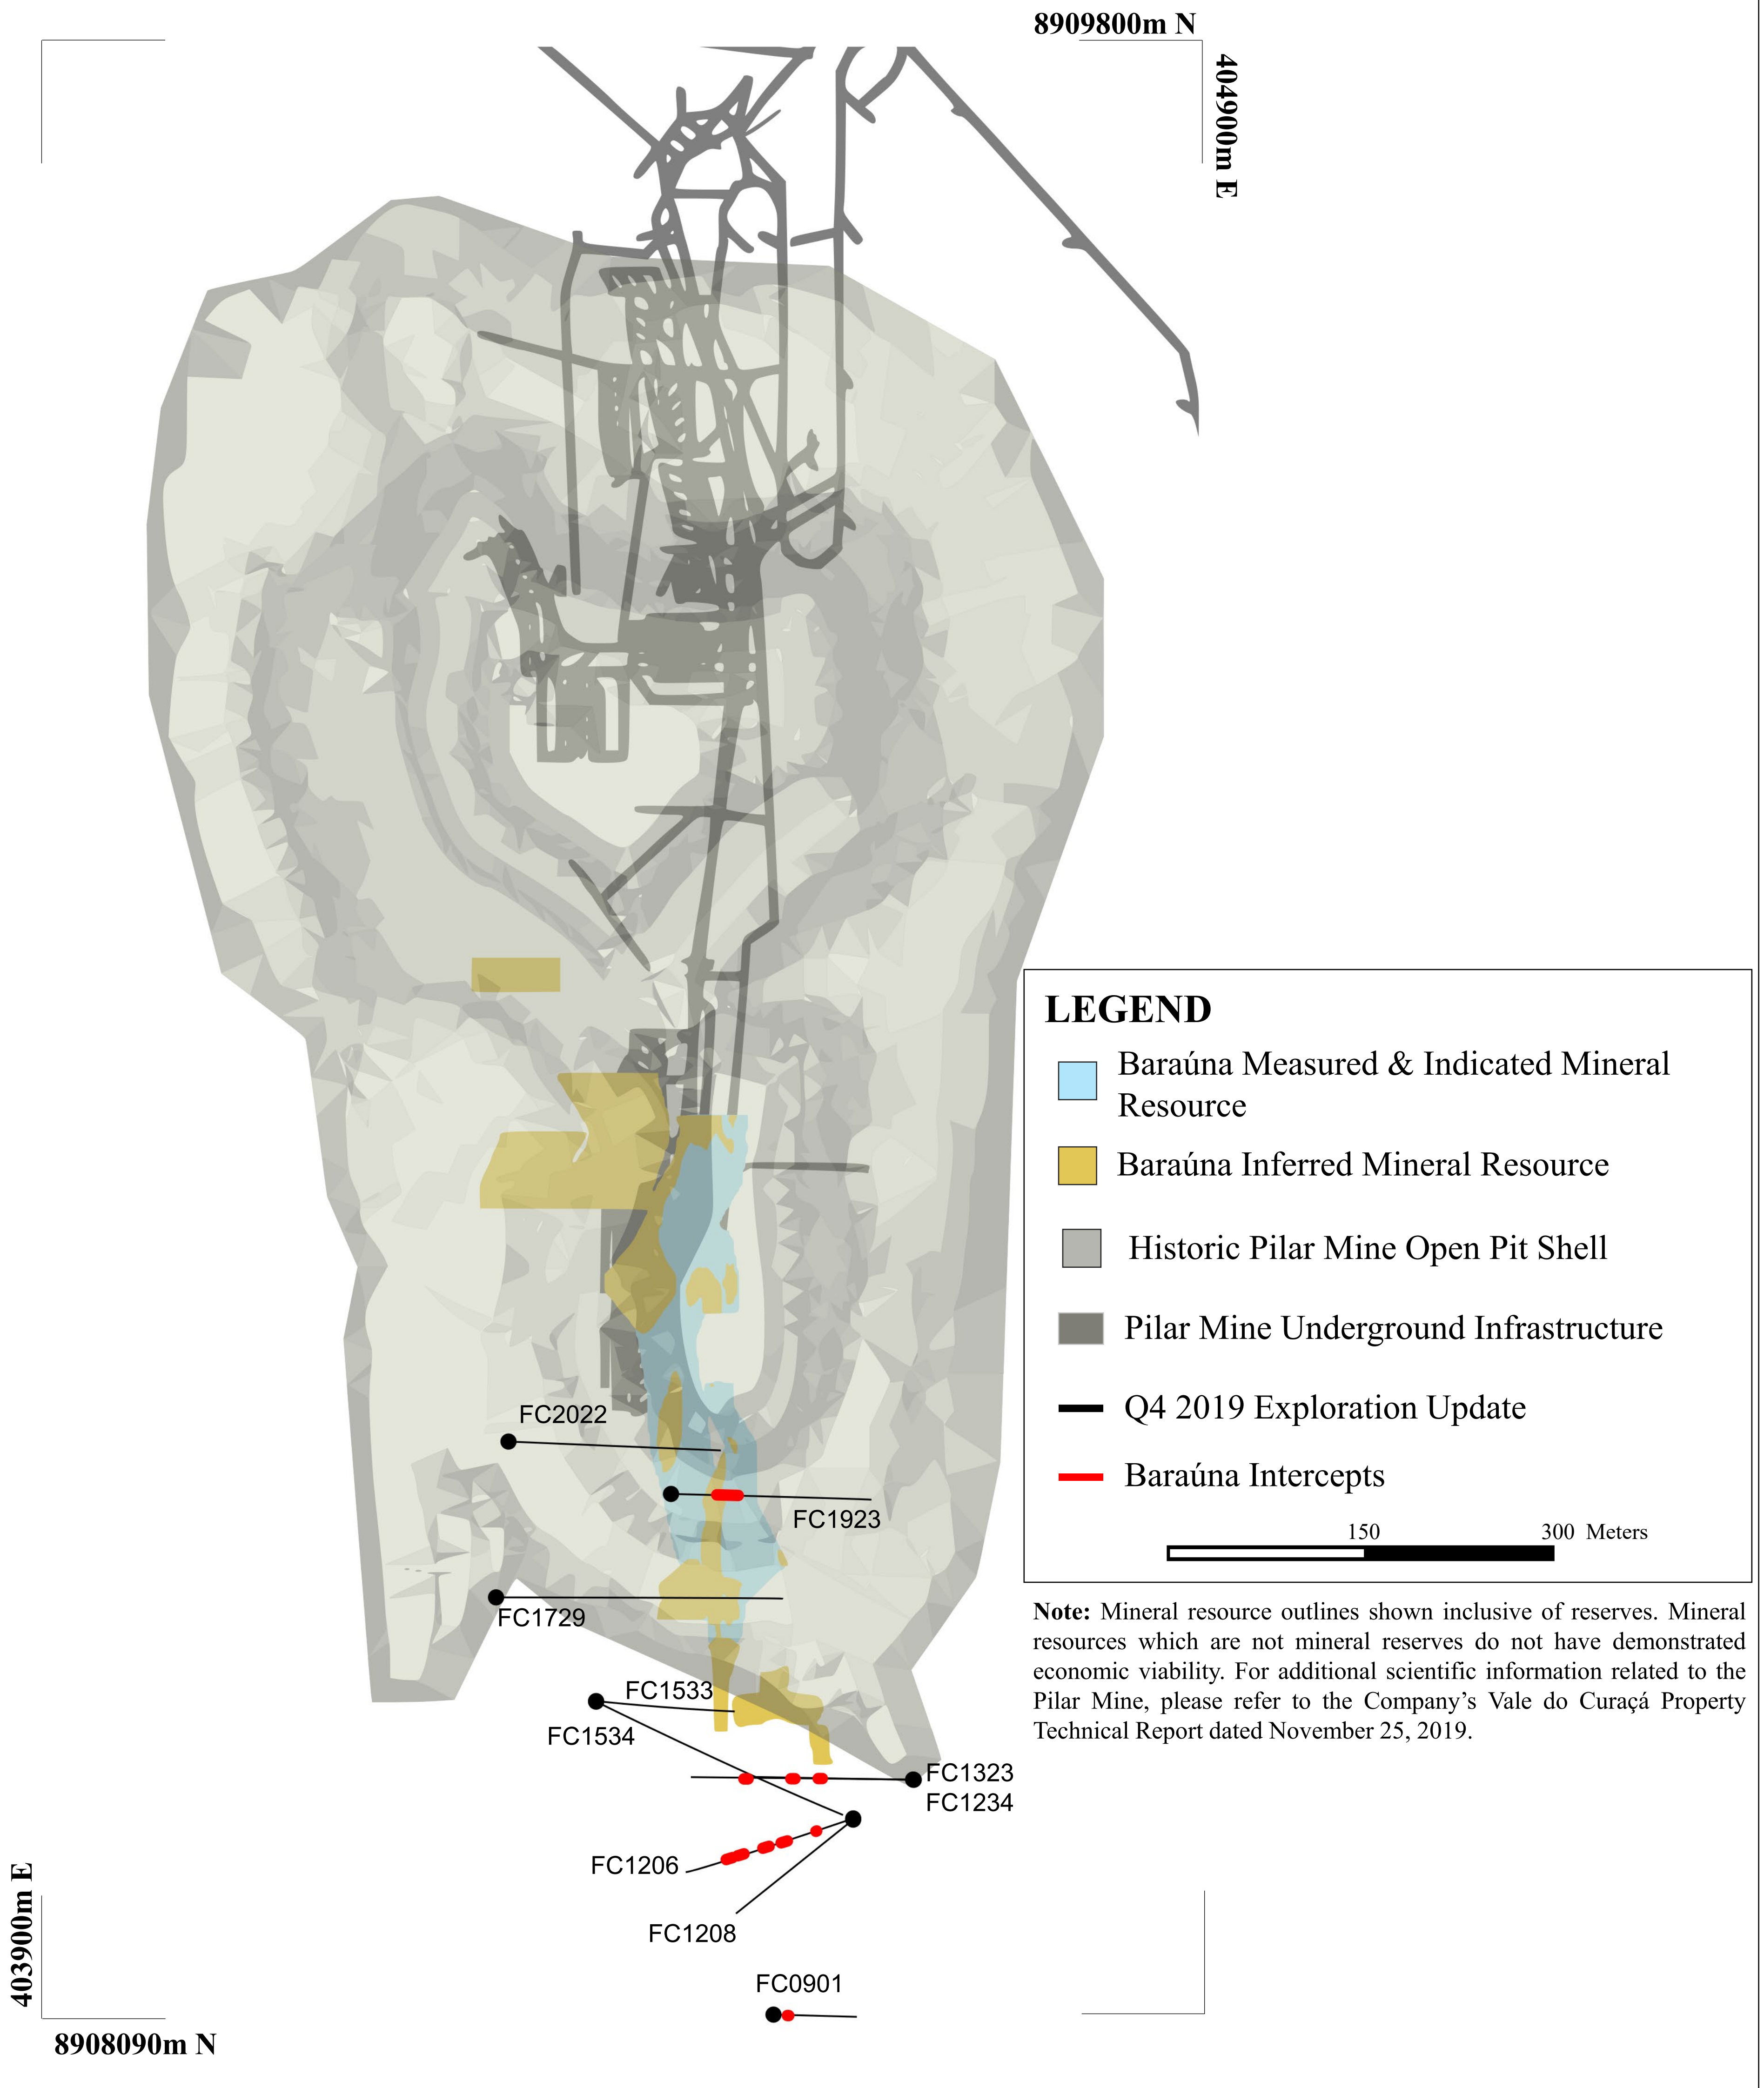 8909800m N
404900m E
LEGEND
Baraúna Measured & Indicated Mineral
Resource
Baraúna Inferred Mineral Resource
Historic Pilar Mine Open Pit Shell
Pilar Mine Underground Infrastructure
Q4 2019 Exploration Update
Baraúna Intercepts
150 300 Meters
FC2022
FC1923
FC1729
Note: Mineral resource outlines shown inclusive of reserves. Mineral
resources which are not mineral reserves do not have demonstrated
economic viability. For additional scientific information related to the
Pilar Mine, please refer to the Company’s Vale do Curaçá Property
Technical Report dated November 25, 2019.
FC1533
FC1534
FC1323
FC1234
FC1206
FC1208
FC0901
403900m E
8908090m N